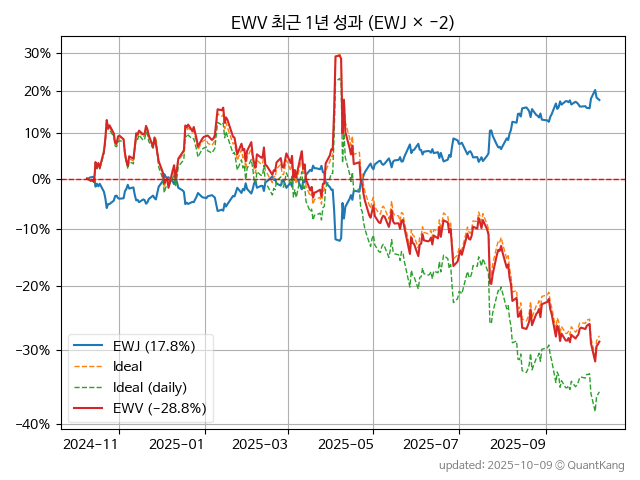 EWV 최근 1년 성과 (EWJ × −2)
30%
20%
10%
0%
−10%
−20%
−30%
−40%
EWJ (17.8%)
Ideal
Ideal (daily)
EWV (−28.8%)
2024-11
2025-01
2025-03
2025-05
2025-07
2025-09
updated: 2025-10-09 © QuantKang